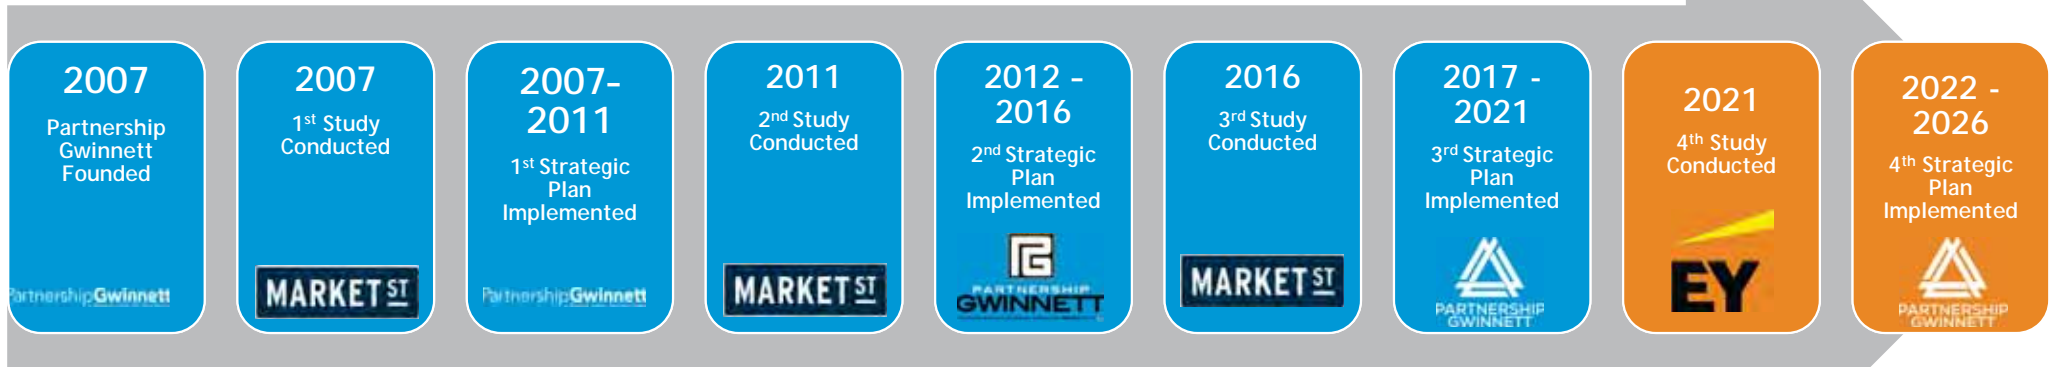 2007
Partnership
Gwinnett
Founded
PartnershipGwinnett
2007
1st Study
Conducted
MARKET ST
2007–
2011
1st Strategic
Plan
Implemented
PartnershipGwinnett
2011
2nd Study
Conducted
MARKET ST
2012 –
2016
2nd Strategic
Plan
Implemented
PG
PARTNERSHIP
GWINNETT
2016
3rd Study
Conducted
MARKET ST
2017 -
2021
3rd Strategic
Plan
Implemented
PARTNERSHIP
GWINNETT
2021
4th Study
Conducted
EY
2022 -
2026
4th Strategic
Plan
Implemented
PARTNERSHIP
GWINNETT